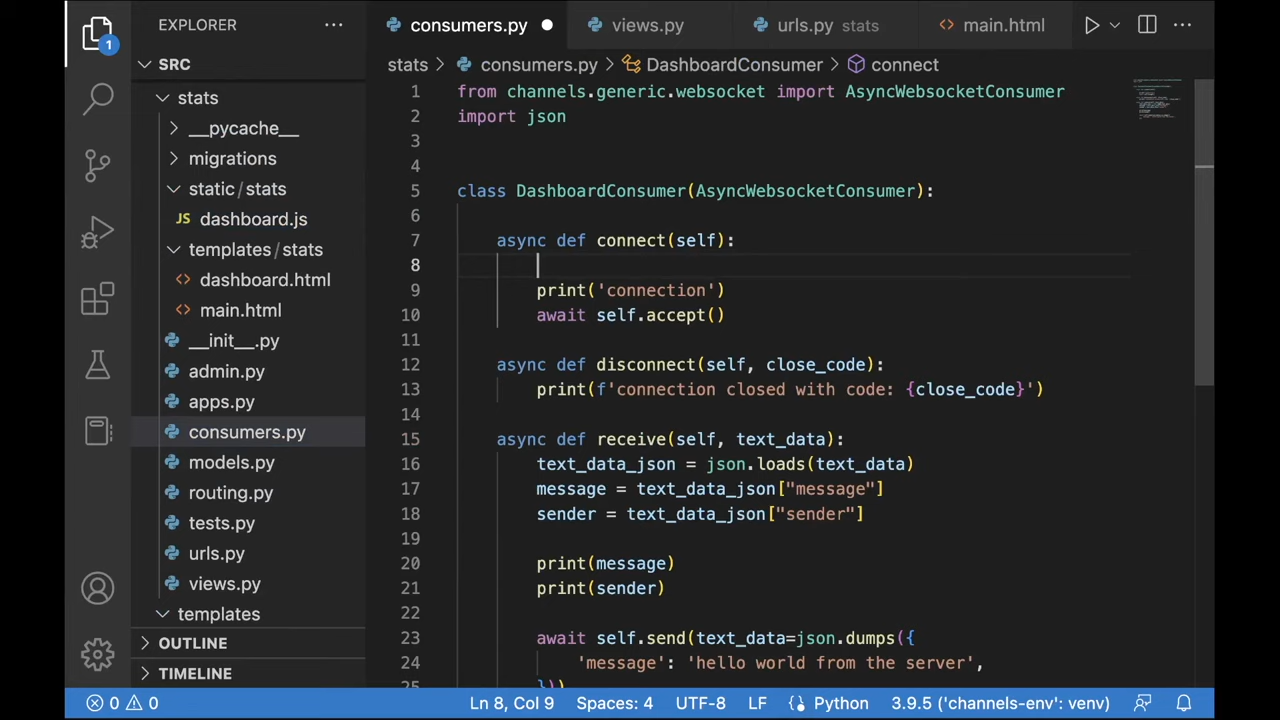 EXPLORER
1
SRC
stats
__pycache__
migrations
static/stats
JS dashboard.js
templates/stats
dashboard.html
main.html
__init__.py
admin.py
apps.py
consumers.py
models.py
routing.py
tests.py
urls.py
views.py
templates
OUTLINE
TIMELINE
consumers.py
views.py
urls.py stats
main.html
stats > consumers.py > DashboardConsumer > connect
1 from channels.generic.websocket import AsyncWebsocketConsumer
2 import json
3
4
5 class DashboardConsumer(AsyncWebsocketConsumer):
6
7 async def connect(self):
8
9 print('connection')
10 await self.accept()
11
12 async def disconnect(self, close_code):
13 print(f'connection closed with code: {close_code}')
14
15 async def receive(self, text_data):
16 text_data_json = json.loads(text_data)
17 message = text_data_json["message"]
18 sender = text_data_json["sender"]
19
20 print(message)
21 print(sender)
22
23 await self.send(text_data=json.dumps({
24 'message': 'hello world from the server',
25 }))
0 0 Ln 8, Col 9 Spaces: 4 UTF-8 LF Python 3.9.5 ('channels-env': venv)